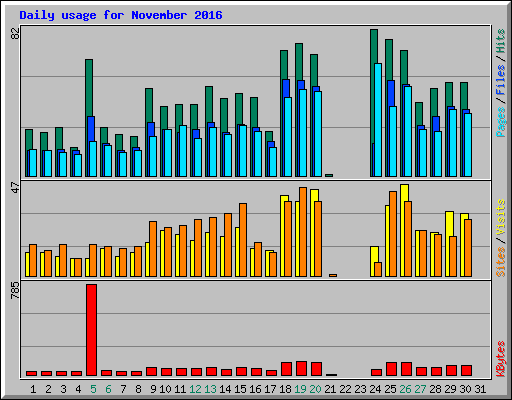 Daily usage for November 2016
82
Pages / Files / Hits
47
Sites / Visits
785
KBytes
1 2 3 4 5 6 7 8 9 10 11 12 13 14 15 16 17 18 19 20 21 22 23 24 25 26 27 28 29 30 31